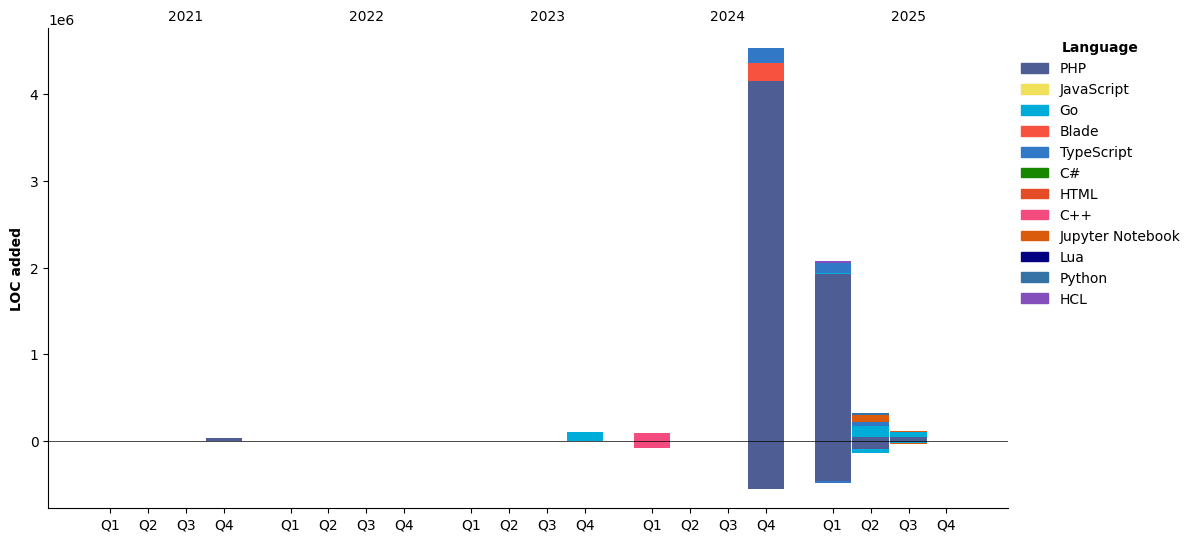 1e6
2021 2022 2023 2024 2025
LOC added
4
3
2
1
0
Q1 Q2 Q3 Q4 Q1 Q2 Q3 Q4 Q1 Q2 Q3 Q4 Q1 Q2 Q3 Q4 Q1 Q2 Q3 Q4
Language
PHP
JavaScript
Go
Blade
TypeScript
C#
HTML
C++
Jupyter Notebook
Lua
Python
HCL